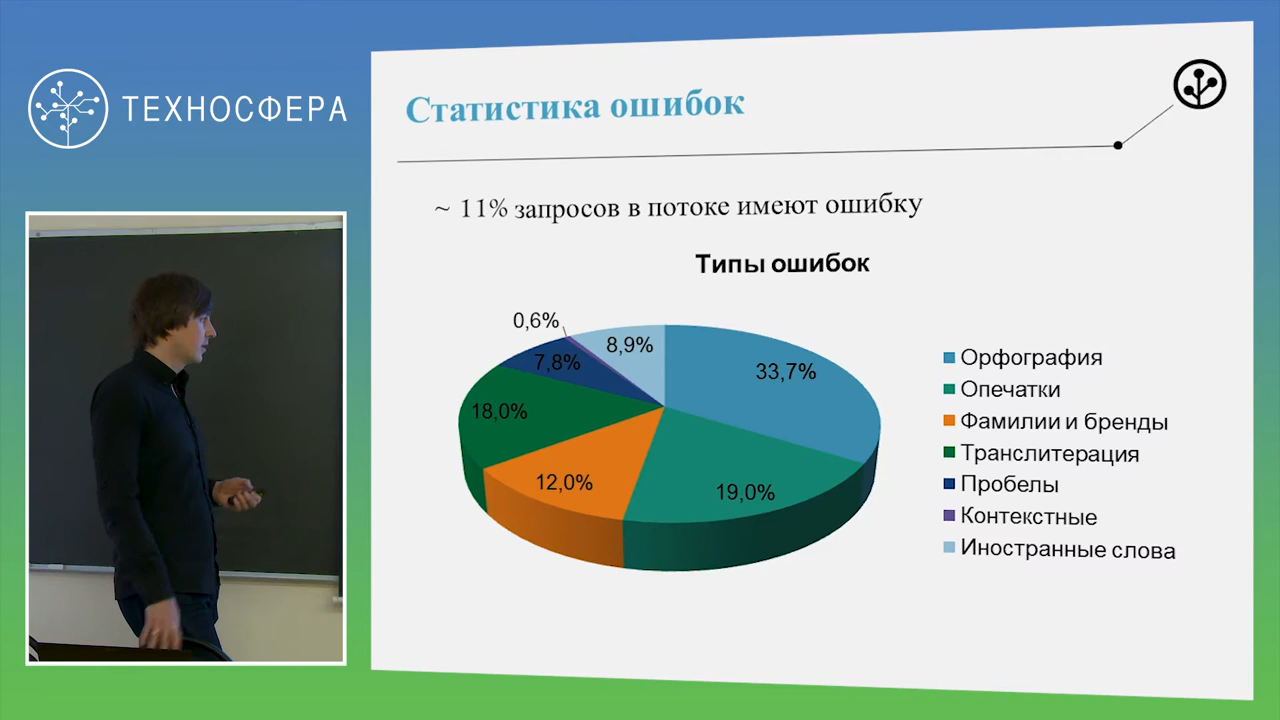 ТЕХНОСФЕРА
Статистика ошибок
~ 11% запросов в потоке имеют ошибку
Типы ошибок
0,6%
8,9%
7,8%
33,7%
18,0%
12,0%
19,0%
Орфография
Опечатки
Фамилии и бренды
Транслитерация
Пробелы
Контекстные
Иностранные слова